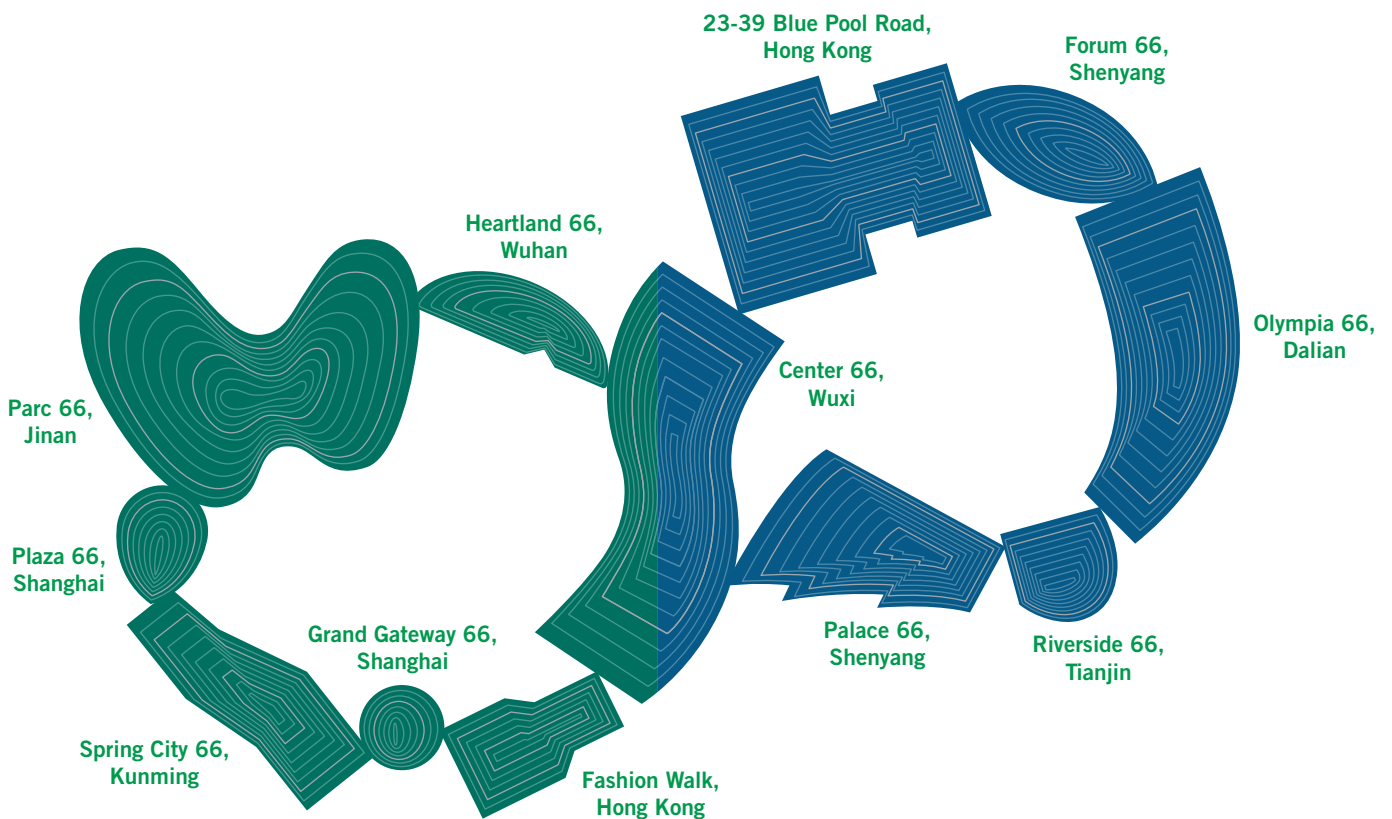 23-39 Blue Pool Road,
Hong Kong
Forum 66,
Shenyang
Heartland 66,
Wuhan
Olympia 66,
Dalian
Center 66,
Wuxi
Parc 66,
Jinan
Plaza 66,
Shanghai
Grand Gateway 66,
Shanghai
Palace 66,
Shenyang
Riverside 66,
Tianjin
Spring City 66,
Kunming
Fashion Walk,
Hong Kong